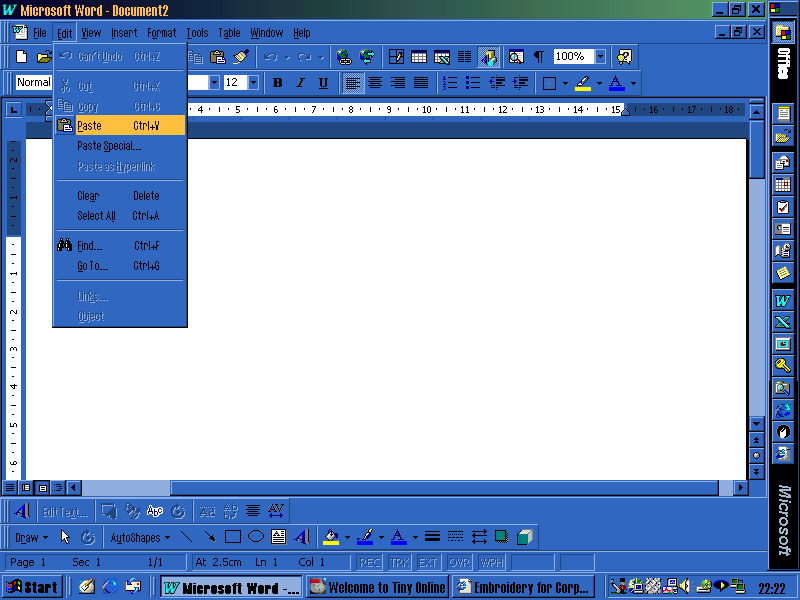 Microsoft Word - Document2
File Edit View Insert Format Tools Table Window Help
Can't Undo Ctrl+Z
100%
Normal
12 B I U
Cut Ctrl+X
Copy Ctrl+C
Paste Ctrl+V
Paste Special...
Paste as Hyperlink
Clear Delete
Select All Ctrl+A
Find... Ctrl+F
Go To... Ctrl+G
Links...
Object
4 5 6 7 8 9 10 11 12 13 14 15 16 17 18
2
1
1
2
3
4
5
6
Office
Microsoft
Edit Text...
Draw AutoShapes
Page 1 Sec 1 1/1 At 2.5cm Ln 1 Col 1 REC TRK EXT OVR WPH
Start Microsoft Word -... Welcome to Tiny Online Embroidery for Corp... 22:22